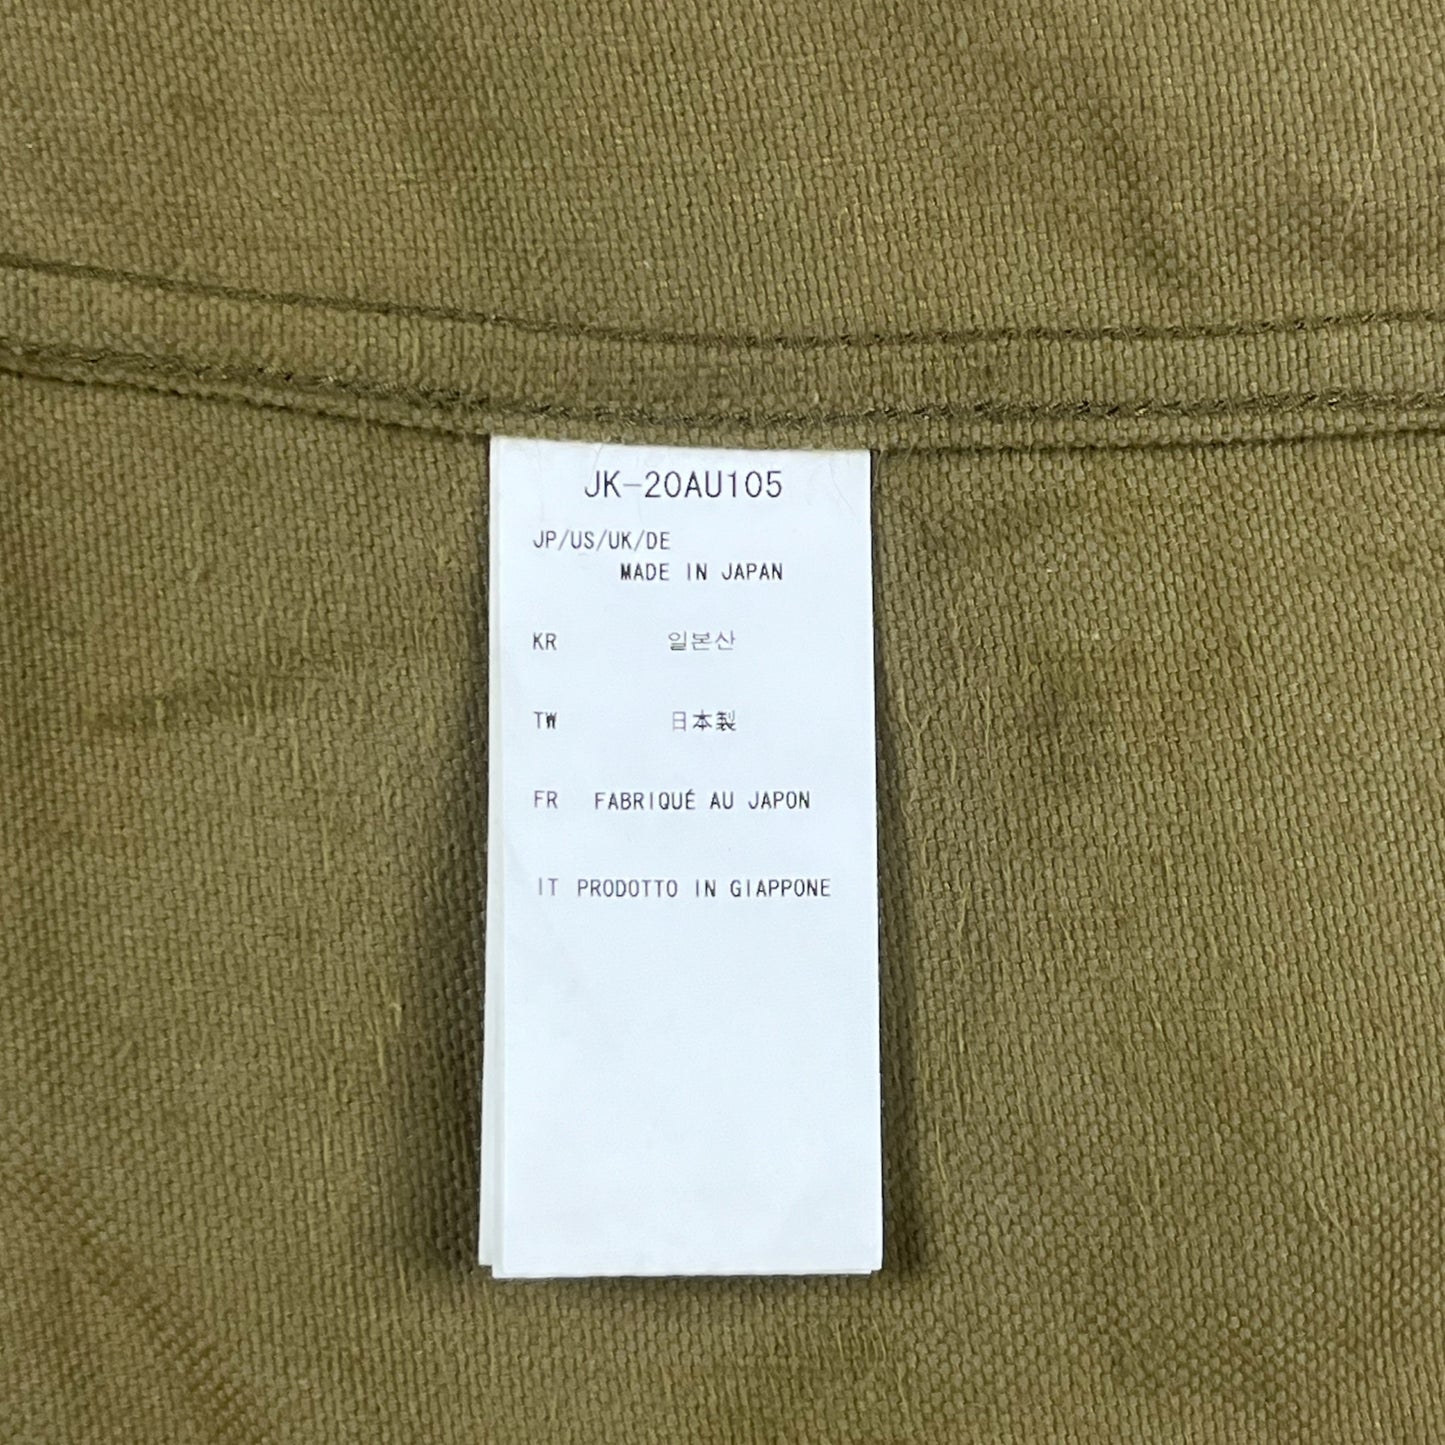 JK-20AU105
JP/US/UK/DE
MADE IN JAPAN
KR 일본산
TW 日本製
FR FABRIQUÉ AU JAPON
IT PRODOTTO IN GIAPPONE